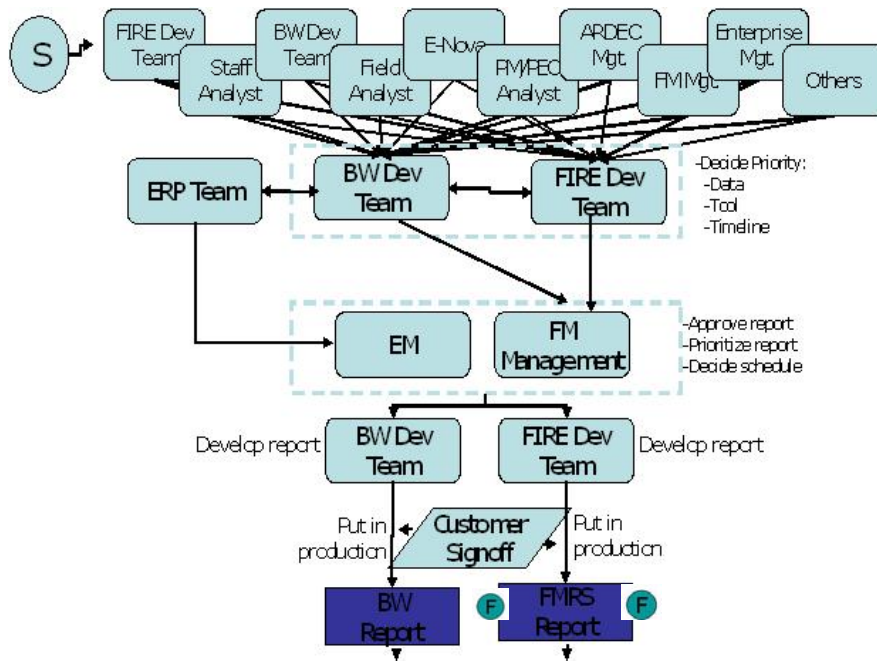 S
FIRE Dev
Team
Staff
Analyst
BW Dev
Team
Field
Analyst
E-Nova
PM/PEO
Analyst
ARDEC
Mgt.
FM Mgt.
Enterprise
Mgt.
Others
ERP Team
BW Dev
Team
FIRE Dev
Team
-Decide Priority:
-Data
-Tool
-Timeline
EM
FM
Management
-Approve report
-Prioritize report
-Decide schedule
Develop report
BW Dev
Team
FIRE Dev
Team
Develop report
Put in
production
Customer
Signoff
Put in
production
BW
Report
F
FMRS
Report
F